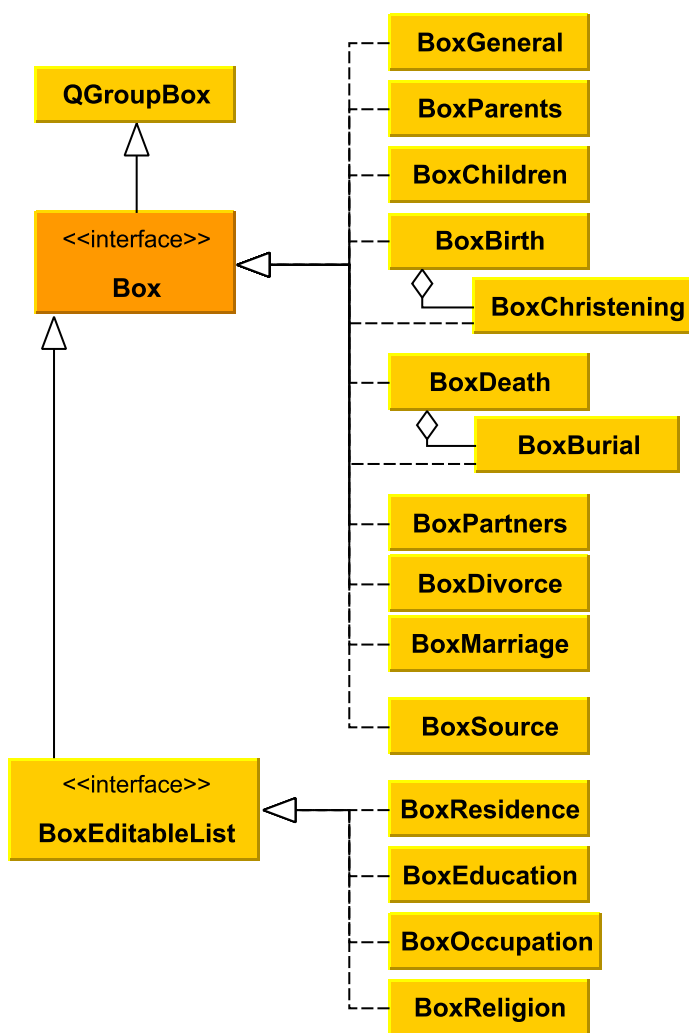 QGroupBox
<<interface>>
Box
BoxGeneral
BoxParents
BoxChildren
BoxBirth
BoxChristening
BoxDeath
BoxBurial
BoxPartners
BoxDivorce
BoxMarriage
BoxSource
<<interface>>
BoxEditableList
BoxResidence
BoxEducation
BoxOccupation
BoxReligion